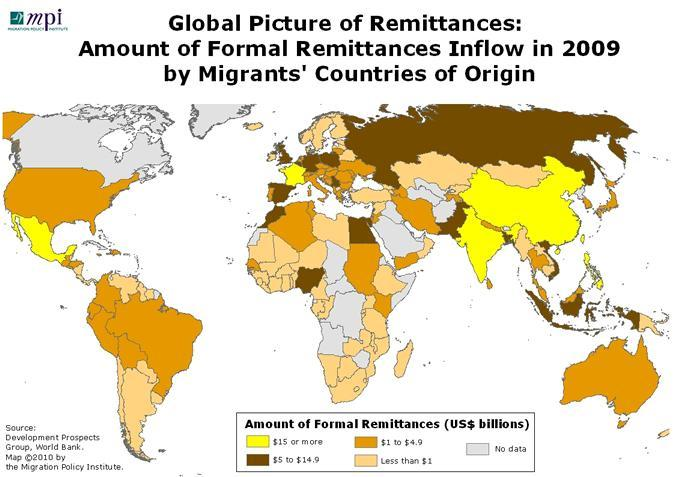 mpi
MIGRATION POLICY
INSTITUTE
Global Picture of Remittances:
Amount of Formal Remittances Inflow in 2009
by Migrants' Countries of Origin
Source:
Development Prospects
Group, World Bank.
Map ©2010 by
the Migration Policy Institute.
Amount of Formal Remittances (US$ billions)
$15 or more
$1 to $4.9
No data
$5 to $14.9
Less than $1